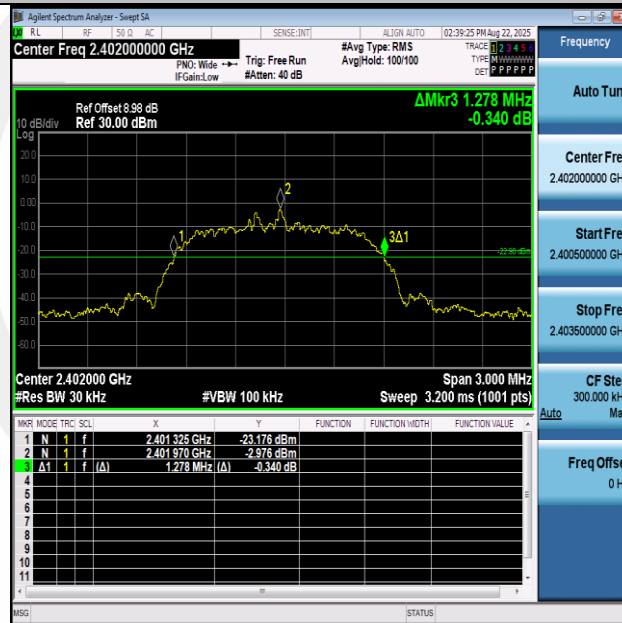 Agilent Spectrum Analyzer - Swept SA
RL RF 50 Ω AC SENSE:INT ALIGN AUTO 02:39:25 PM Aug 22, 2025
Center Freq 2.402000000 GHz
PNO: Wide
IFGain:Low
Trig: Free Run
#Atten: 40 dB
#Avg Type: RMS
Avg|Hold: 100/100
TRACE 1 2 3 4 5 6
TYPE M
DET P P P P P P
Frequency
Auto Tun
Center Fre
2.402000000 GH
Start Fre
2.400500000 GH
Stop Fre
2.403500000 GH
CF Ste
300.000 kH
Auto Ma
Freq Offse
0 H
ΔMkr3 1.278 MHz
-0.340 dB
Ref Offset 8.98 dB
10 dB/div Ref 30.00 dBm
Log
20.0
10.0
0.00
-10.0
-20.0
-30.0
-40.0
-50.0
-60.0
1
2
3Δ1
-22.98 dBm
Center 2.402000 GHz Span 3.000 MHz
#Res BW 30 kHz #VBW 100 kHz Sweep 3.200 ms (1001 pts)
MKR MODE TRC SCL X Y FUNCTION FUNCTION WIDTH FUNCTION VALUE
1 N 1 f 2.401 325 GHz -23.176 dBm
2 N 1 f 2.401 970 GHz -2.976 dBm
3 Δ1 1 f (Δ) 1.278 MHz (Δ) -0.340 dB
4
5
6
7
8
9
10
11
MSG STATUS